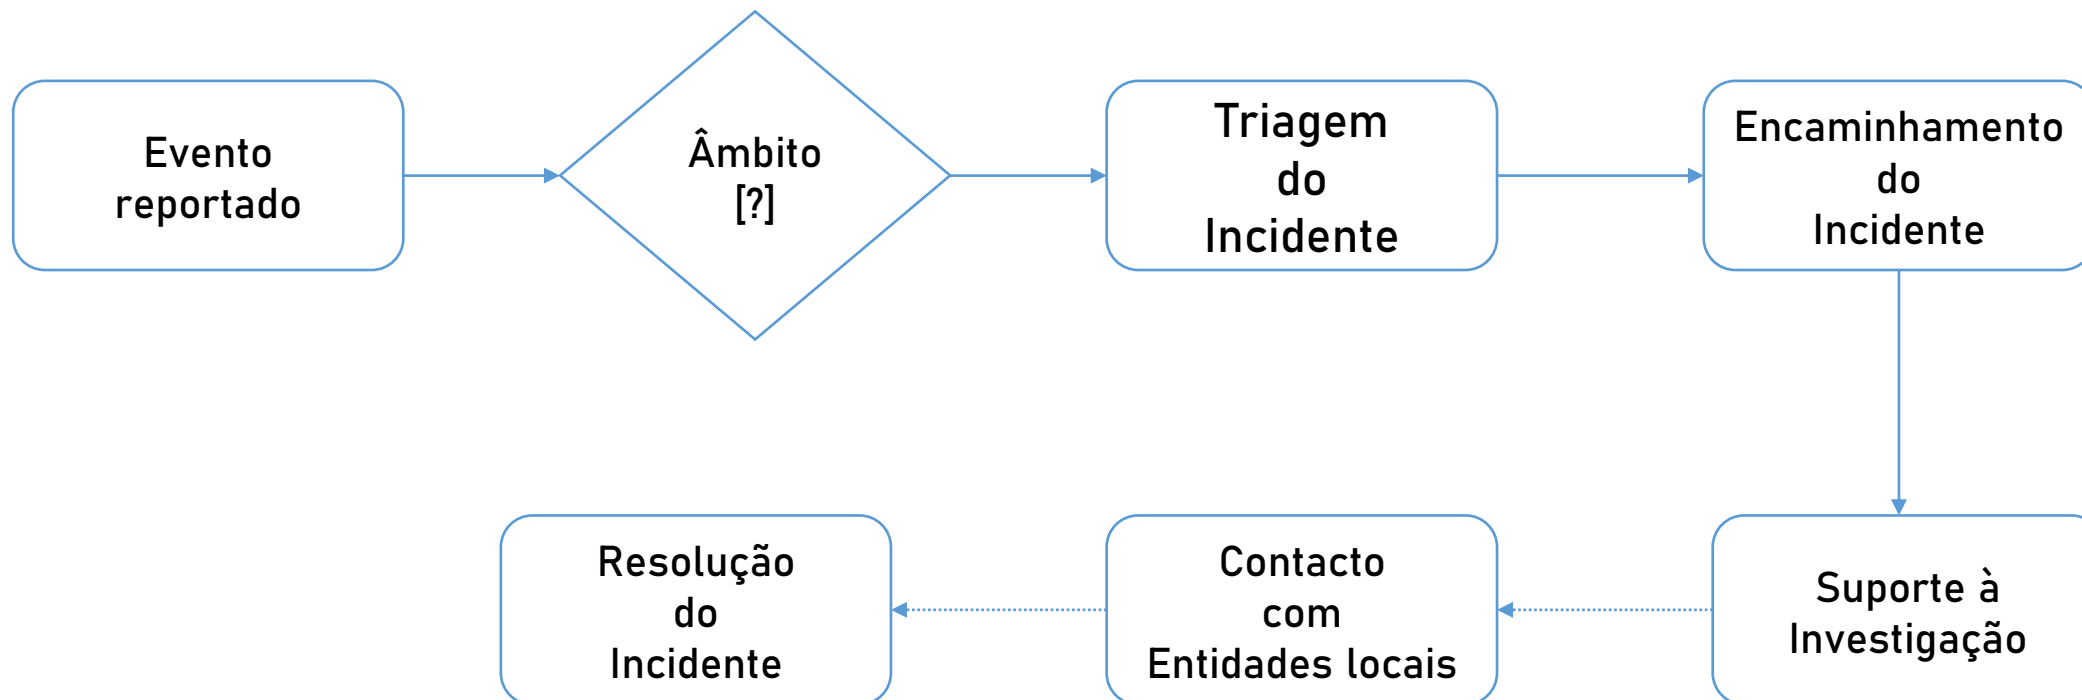 Evento
reportado
Âmbito
[?]
Triagem
do
Incidente
Encaminhamento
do
Incidente
Resolução
do
Incidente
Contacto
com
Entidades locais
Suporte à
Investigação